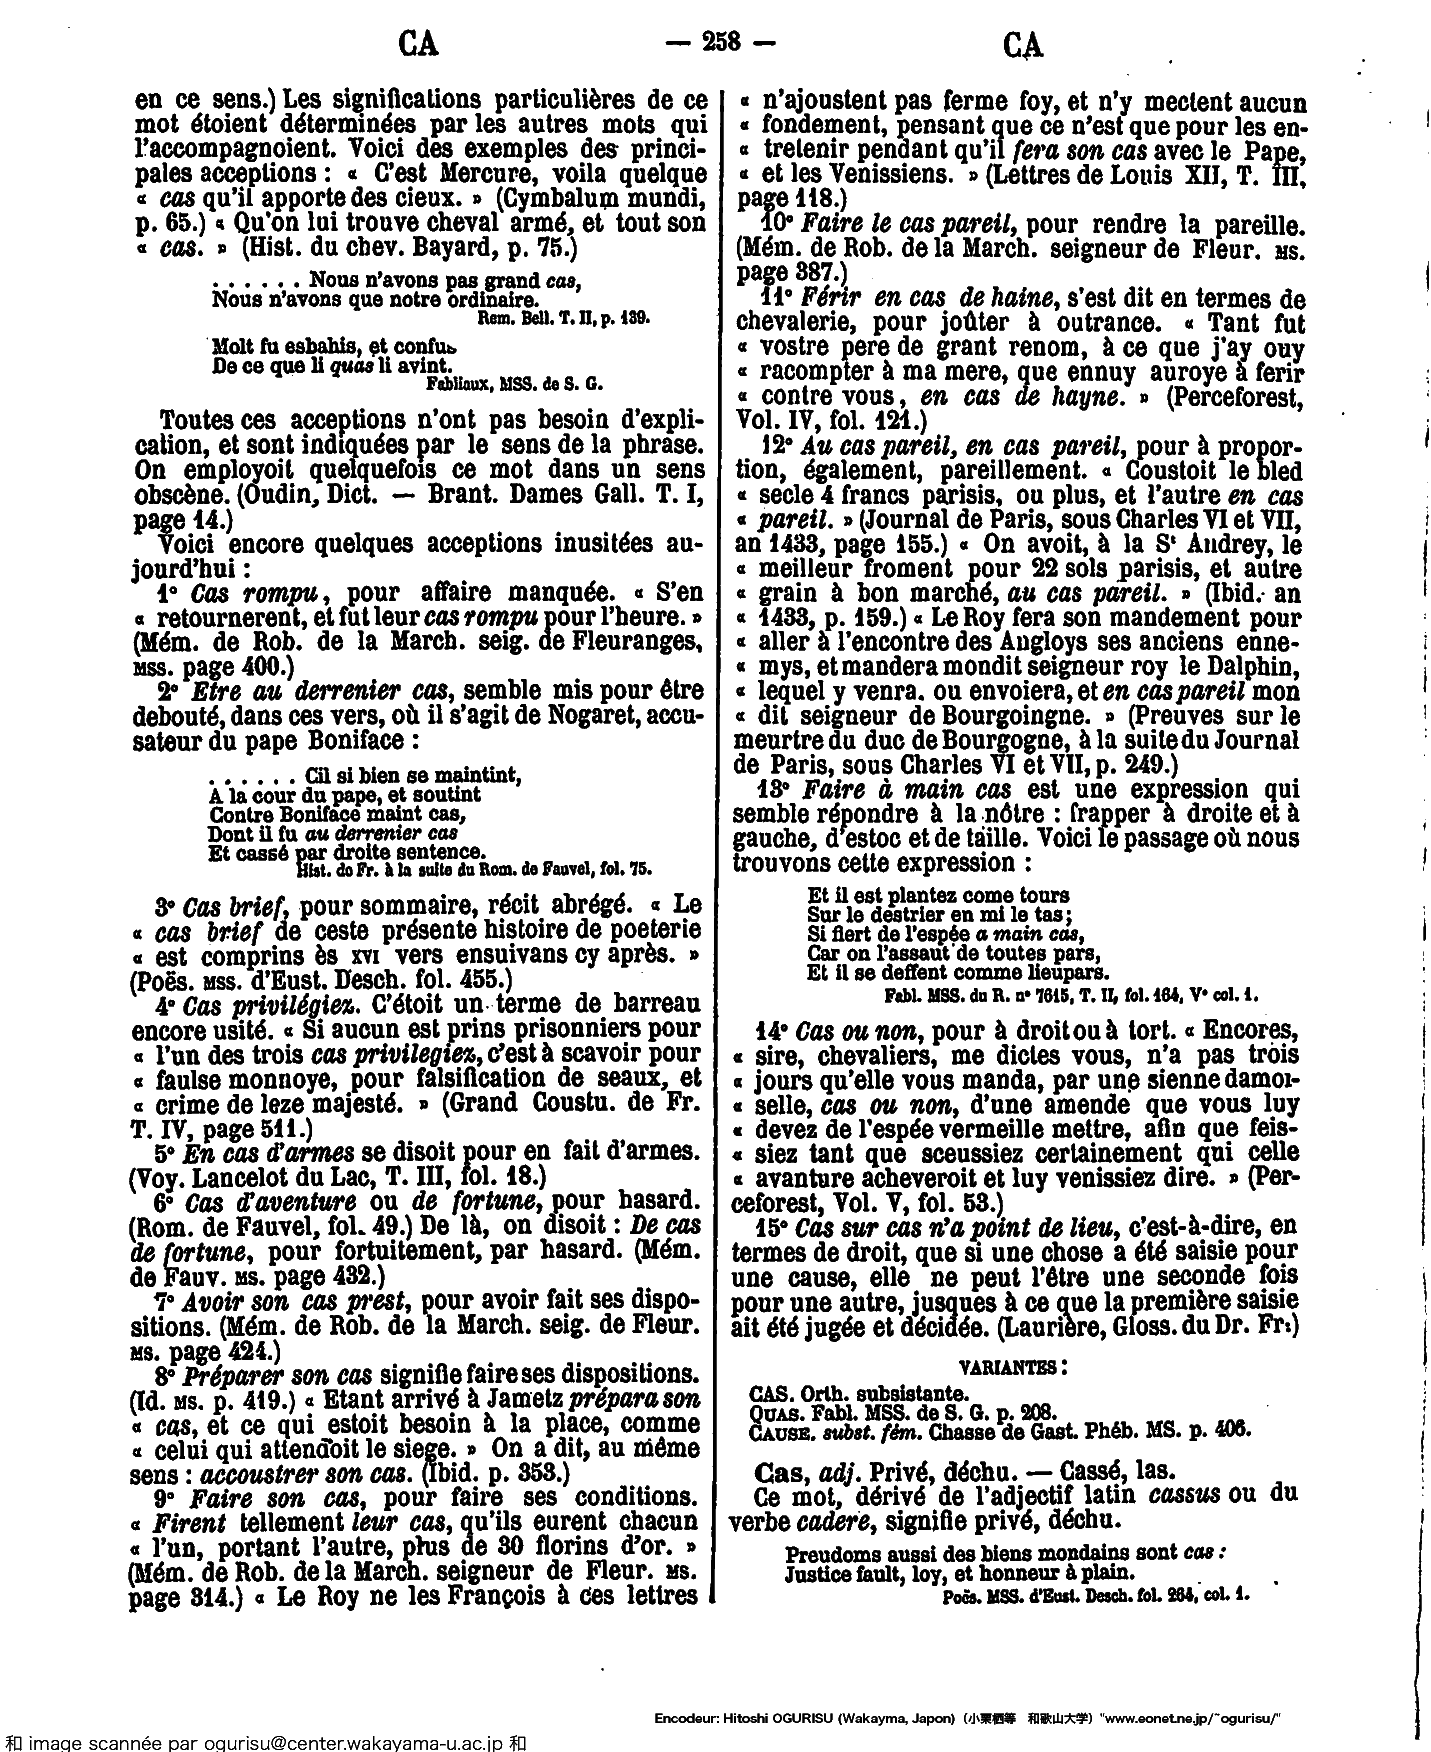 CA
— 258 —
CA
en ce sens.) Les significations particulières de ce
mot étoient déterminées par les autres mots qui
l'accompagnoient. Voici des exemples des princi-
pales acceptions : « C'est Mercure, voila quelque
« cas qu'il apporte des cieux. » (Cymbalum mundi,
p. 65.) « Qu'on lui trouve cheval armé, et tout son
« cas. » (Hist. du chev. Bayard, p. 75.)
. . . . . . Nous n'avons pas grand cas,
Nous n'avons que notre ordinaire.
Rem. Bell. T. II, p. 139.
Molt fu esbahis, et confus
De ce que li quas li avint.
Fabliaux, MSS. de S. G.
Toutes ces acceptions n'ont pas besoin d'expli-
cation, et sont indiquées par le sens de la phrase.
On employoit quelquefois ce mot dans un sens
obscène. (Oudin, Dict. — Brant. Dames Gall. T. I,
page 14.)
Voici encore quelques acceptions inusitées au-
jourd'hui :
1° Cas rompu, pour affaire manquée. « S'en
« retournerent, et fut leur cas rompu pour l'heure. »
(Mém. de Rob. de la March. seig. de Fleuranges,
MSS. page 400.)
2° Etre au derrenier cas, semble mis pour être
debouté, dans ces vers, où il s'agit de Nogaret, accu-
sateur du pape Boniface :
. . . . . . Cil si bien se maintint,
A la cour du pape, et soutint
Contre Boniface maint cas,
Dont il fu au derrenier cas
Et cassé par droite sentence.
Hist. de Fr. à la suite du Rom. de Fauvel, fol. 75.
3° Cas brief, pour sommaire, récit abrégé. « Le
« cas brief de ceste présente histoire de poeterie
« est comprins ès XVI vers ensuivans cy après. »
(Poës. MSS. d'Eust. Desch. fol. 455.)
4° Cas privilégiez. C'étoit un terme de barreau
encore usité. « Si aucun est prins prisonniers pour
« l'un des trois cas privilegiez, c'est à scavoir pour
« faulse monnoye, pour falsification de seaux, et
« crime de leze majesté. » (Grand Coustu. de Fr.
T. IV, page 511.)
5° En cas d'armes se disoit pour en fait d'armes.
(Voy. Lancelot du Lac, T. III, fol. 18.)
6° Cas d'aventure ou de fortune, pour hasard.
(Rom. de Fauvel, fol. 49.) De là, on disoit : De cas
de fortune, pour fortuitement, par hasard. (Mém.
de Fauv. MS. page 432.)
7° Avoir son cas prest, pour avoir fait ses dispo-
sitions. (Mém. de Rob. de la March. seig. de Fleur.
MS. page 424.)
8° Préparer son cas signifie faire ses dispositions.
(Id. MS. p. 419.) « Etant arrivé à Jametz prépara son
« cas, et ce qui estoit besoin à la place, comme
« celui qui attendoit le siege. » On a dit, au même
sens : accoustrer son cas. (Ibid. p. 353.)
9° Faire son cas, pour faire ses conditions.
« Firent tellement leur cas, qu'ils eurent chacun
« l'un, portant l'autre, plus de 30 florins d'or. »
(Mém. de Rob. de la March. seigneur de Fleur. MS.
page 314.) « Le Roy ne les François à ces lettres
« n'ajoustent pas ferme foy, et n'y mectent aucun
« fondement, pensant que ce n'est que pour les en-
« tretenir pendant qu'il fera son cas avec le Pape,
« et les Venissiens. » (Lettres de Louis XII, T. III,
page 118.)
10° Faire le cas pareil, pour rendre la pareille.
(Mém. de Rob. de la March. seigneur de Fleur. MS.
page 387.)
11° Férir en cas de haine, s'est dit en termes de
chevalerie, pour joûter à outrance. « Tant fut
« vostre pere de grant renom, à ce que j'ay ouy
« racompter à ma mere, que ennuy auroye à ferir
« contre vous, en cas de hayne. » (Perceforest,
Vol. IV, fol. 121.)
12° Au cas pareil, en cas pareil, pour à propor-
tion, également, pareillement. « Coustoit le bled
« secle 4 francs parisis, ou plus, et l'autre en cas
« pareil. » (Journal de Paris, sous Charles VI et VII,
an 1433, page 155.) « On avoit, à la St Andrey, le
« meilleur froment pour 22 sols parisis, et autre
« grain à bon marché, au cas pareil. » (Ibid. an
« 1433, p. 159.) « Le Roy fera son mandement pour
« aller à l'encontre des Angloys ses anciens enne-
« mys, et mandera mondit seigneur roy le Dalphin,
« lequel y venra. ou envoiera, et en cas pareil mon
« dit seigneur de Bourgoingne. » (Preuves sur le
meurtre du duc de Bourgogne, à la suite du Journal
de Paris, sous Charles VI et VII, p. 249.)
13° Faire à main cas est une expression qui
semble répondre à la nôtre : frapper à droite et à
gauche, d'estoc et de taille. Voici le passage où nous
trouvons cette expression :
Et il est plantez come tours
Sur le destrier en mi le tas;
Si fiert de l'espée a main cas,
Car on l'assaut de toutes pars,
Et il se deffent comme lieupars.
Fabl. MSS. du R. n° 7615, T. II, fol. 164, V° col. 1.
14° Cas ou non, pour à droit ou à tort. « Encores,
« sire, chevaliers, me dictes vous, n'a pas trois
« jours qu'elle vous manda, par une sienne damoi-
« selle, cas ou non, d'une amende que vous luy
« devez de l'espée vermeille mettre, afin que feis-
« siez tant que sceussiez certainement qui celle
« avanture acheveroit et luy venissiez dire. » (Per-
ceforest, Vol. V, fol. 53.)
15° Cas sur cas n'a point de lieu, c'est-à-dire, en
termes de droit, que si une chose a été saisie pour
une cause, elle ne peut l'être une seconde fois
pour une autre, jusques à ce que la première saisie
ait été jugée et décidée. (Laurière, Gloss. du Dr. Fr.)
VARIANTES :
CAS. Orth. subsistante.
QUAS. Fabl. MSS. de S. G. p. 208.
CAUSE. subst. fém. Chasse de Gast. Phéb. MS. p. 406.
Cas, adj. Privé, déchu. — Cassé, las.
Ce mot, dérivé de l'adjectif latin cassus ou du
verbe cadere, signifie privé, déchu.
Preudoms aussi des biens mondains sont cas :
Justice fault, loy, et honneur à plain.
Poës. MSS. d'Eust. Desch. fol. 264, col. 1.
Encodeur: Hitoshi OGURISU (Wakayma, Japon) (小栗栖等 和歌山大学) "www.eonet.ne.jp/~ogurisu/"
和 image scannée par ogurisu@center.wakayama-u.ac.jp 和